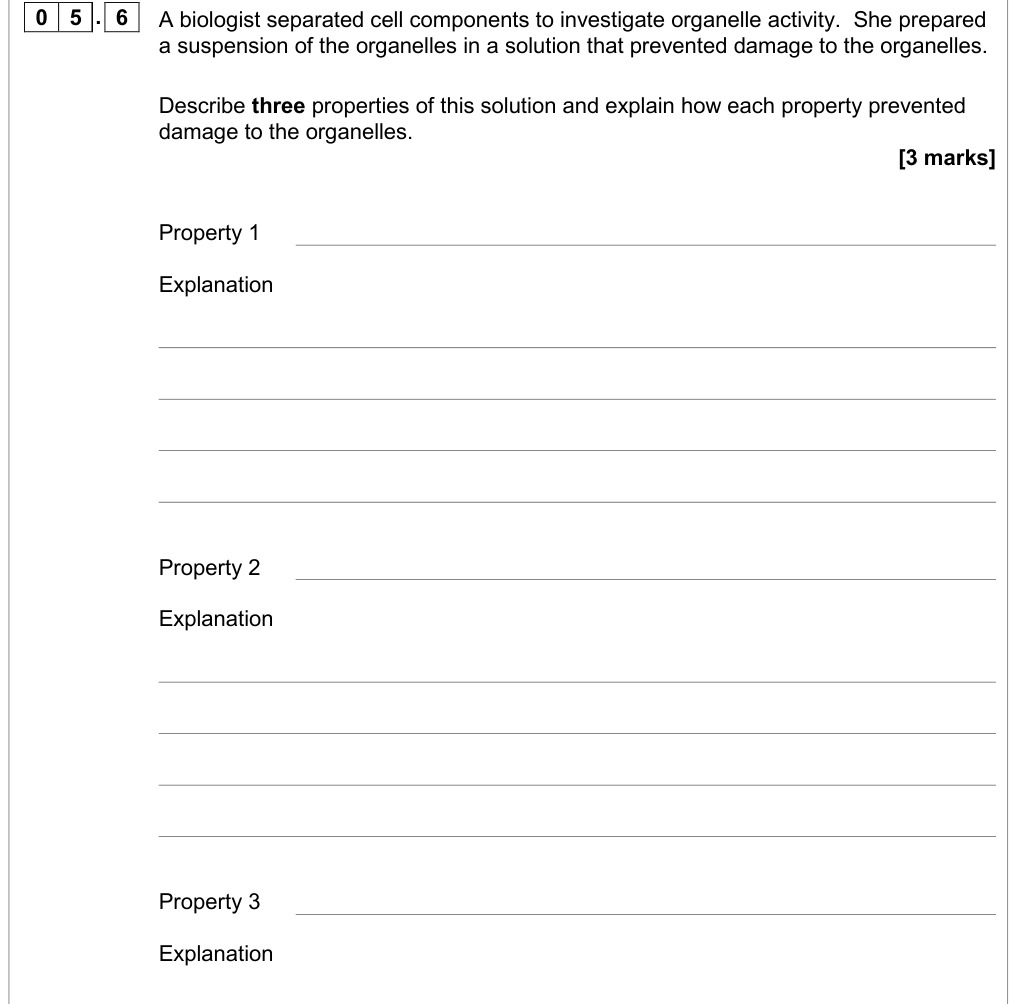 0 5 . 6 A biologist separated cell components to investigate organelle activity. She prepared
a suspension of the organelles in a solution that prevented damage to the organelles.
Describe three properties of this solution and explain how each property prevented
damage to the organelles.
[3 marks]
Property 1
Explanation
Property 2
Explanation
Property 3
Explanation